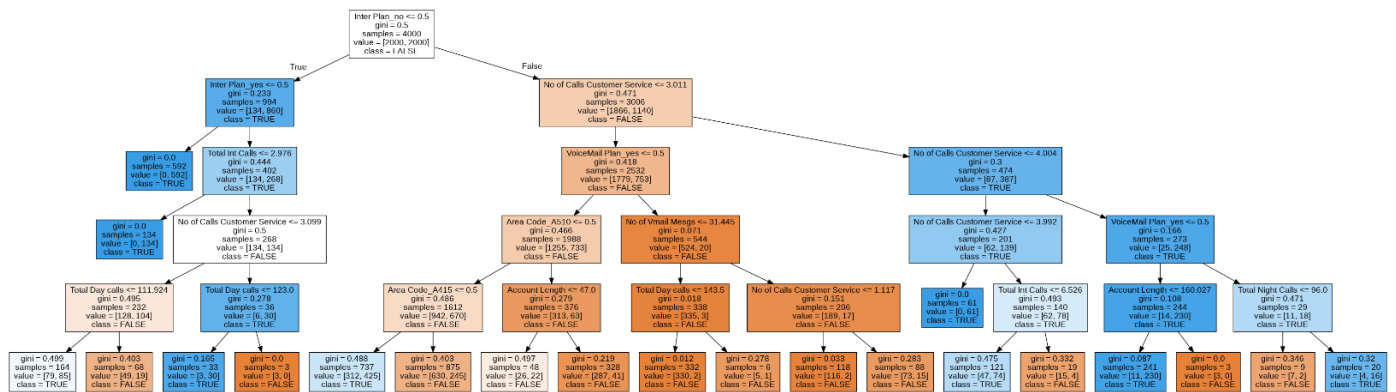 Inter Plan_no <= 0.5
gini = 0.5
samples = 4000
value = [2000, 2000]
class = FALSE
True
False
Inter Plan_yes <= 0.5
gini = 0.233
samples = 994
value = [134, 860]
class = TRUE
No of Calls Customer Service <= 3.011
gini = 0.471
samples = 3006
value = [1866, 1140]
class = FALSE
gini = 0.0
samples = 592
value = [0, 592]
class = TRUE
Total Int Calls <= 2.976
gini = 0.444
samples = 402
value = [134, 268]
class = TRUE
VoiceMail Plan_yes <= 0.5
gini = 0.418
samples = 2532
value = [1779, 753]
class = FALSE
No of Calls Customer Service <= 4.004
gini = 0.3
samples = 474
value = [87, 387]
class = TRUE
gini = 0.0
samples = 134
value = [0, 134]
class = TRUE
No of Calls Customer Service <= 3.099
gini = 0.5
samples = 268
value = [134, 134]
class = FALSE
Area Code_A510 <= 0.5
gini = 0.466
samples = 1988
value = [1255, 733]
class = FALSE
No of Vmail Mesgs <= 31.445
gini = 0.071
samples = 544
value = [524, 20]
class = FALSE
No of Calls Customer Service <= 3.992
gini = 0.427
samples = 201
value = [62, 139]
class = TRUE
VoiceMail Plan_yes <= 0.5
gini = 0.166
samples = 273
value = [25, 248]
class = TRUE
Total Day calls <= 111.924
gini = 0.495
samples = 232
value = [128, 104]
class = FALSE
Total Day calls <= 123.0
gini = 0.278
samples = 36
value = [6, 30]
class = TRUE
Area Code_A415 <= 0.5
gini = 0.486
samples = 1612
value = [942, 670]
class = FALSE
Account Length <= 47.0
gini = 0.279
samples = 376
value = [313, 63]
class = FALSE
Total Day calls <= 143.5
gini = 0.018
samples = 338
value = [335, 3]
class = FALSE
No of Calls Customer Service <= 1.117
gini = 0.151
samples = 206
value = [189, 17]
class = FALSE
gini = 0.0
samples = 61
value = [0, 61]
class = TRUE
Total Int Calls <= 6.526
gini = 0.493
samples = 140
value = [62, 78]
class = TRUE
Account Length <= 160.027
gini = 0.108
samples = 244
value = [14, 230]
class = TRUE
Total Night Calls <= 96.0
gini = 0.471
samples = 29
value = [11, 18]
class = TRUE
gini = 0.499
samples = 164
value = [79, 85]
class = TRUE
gini = 0.403
samples = 68
value = [49, 19]
class = FALSE
gini = 0.165
samples = 33
value = [3, 30]
class = TRUE
gini = 0.0
samples = 3
value = [3, 0]
class = FALSE
gini = 0.488
samples = 737
value = [312, 425]
class = TRUE
gini = 0.403
samples = 875
value = [630, 245]
class = FALSE
gini = 0.497
samples = 48
value = [26, 22]
class = FALSE
gini = 0.219
samples = 328
value = [287, 41]
class = FALSE
gini = 0.012
samples = 332
value = [330, 2]
class = FALSE
gini = 0.278
samples = 6
value = [5, 1]
class = FALSE
gini = 0.033
samples = 118
value = [116, 2]
class = FALSE
gini = 0.283
samples = 88
value = [73, 15]
class = FALSE
gini = 0.475
samples = 121
value = [47, 74]
class = TRUE
gini = 0.332
samples = 19
value = [15, 4]
class = FALSE
gini = 0.087
samples = 241
value = [11, 230]
class = TRUE
gini = 0.0
samples = 3
value = [3, 0]
class = FALSE
gini = 0.346
samples = 9
value = [7, 2]
class = FALSE
gini = 0.32
samples = 20
value = [4, 16]
class = TRUE